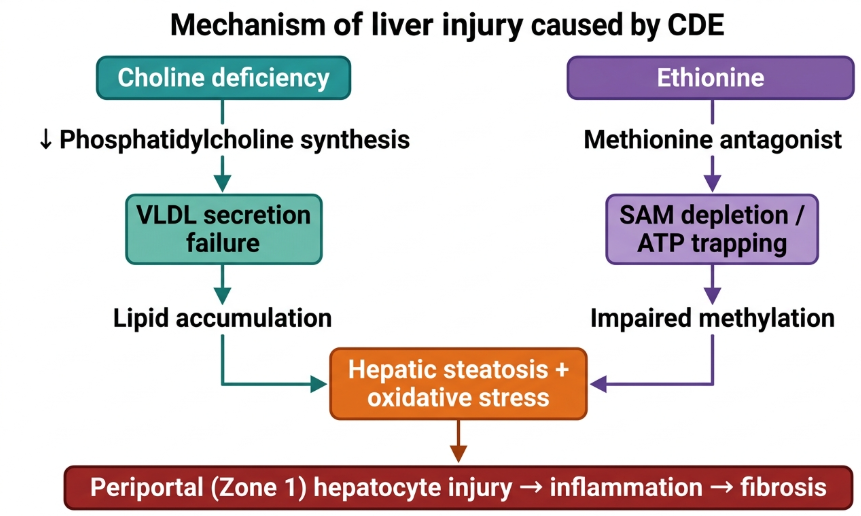 Mechanism of liver injury caused by CDE
Choline deficiency
Ethionine
↓ Phosphatidylcholine synthesis
Methionine antagonist
VLDL secretion
failure
SAM depletion /
ATP trapping
Lipid accumulation
Impaired methylation
Hepatic steatosis +
oxidative stress
Periportal (Zone 1) hepatocyte injury → inflammation → fibrosis